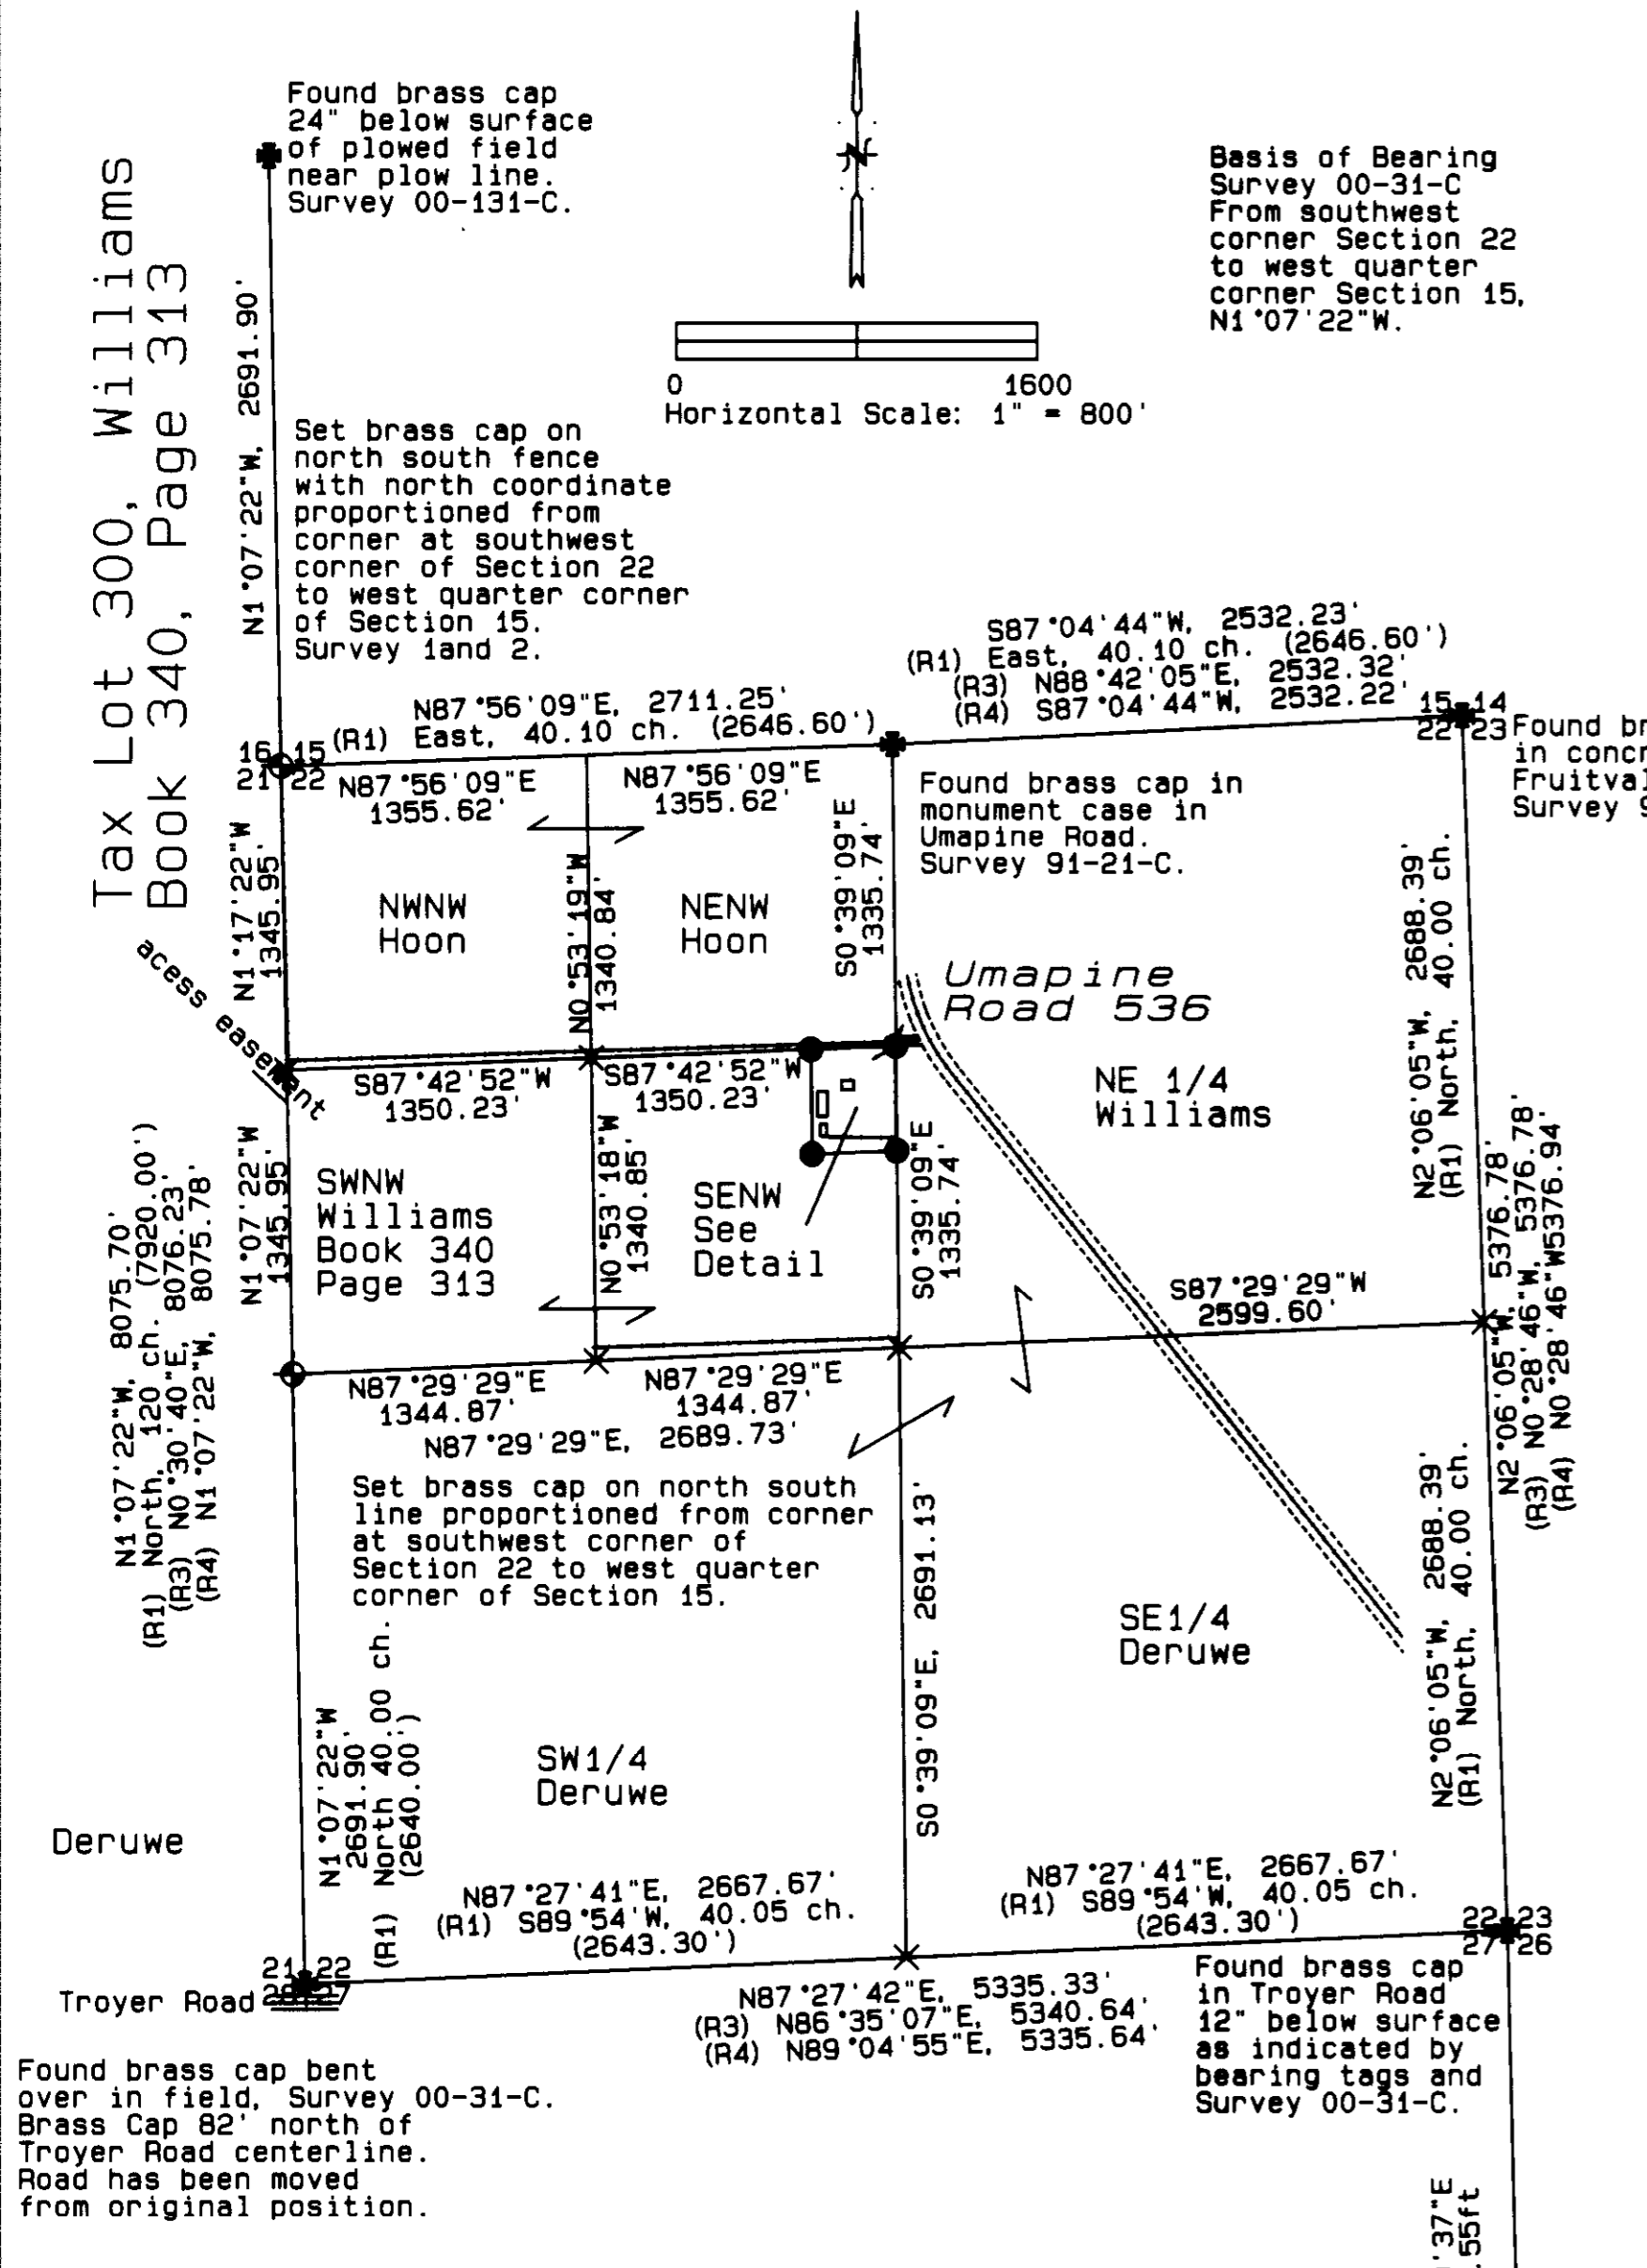 Found brass cap
24" below surface
of plowed field
near plow line.
Survey 00-131-C.
Basis of Bearing
Survey 00-31-C
From southwest
corner Section 22
to west quarter
corner Section 15,
N1°07'22"W.
0 1600
Horizontal Scale: 1" = 800'
Tax Lot 300, Williams
Book 340, Page 313
N1°07'22"W, 2691.90'
Set brass cap on
north south fence
with north coordinate
proportioned from
corner at southwest
corner of Section 22
to west quarter corner
of Section 15.
Survey 1and 2.
S87°04'44"W, 2532.23'
(R1) East, 40.10 ch. (2646.60')
(R3) N88°42'05"E, 2532.32'
(R4) S87°04'44"W, 2532.22'
N87°56'09"E, 2711.25'
(R1) East, 40.10 ch. (2646.60')
16 15
21 22
15 14
22 23
Found br
in concr
Fruitval
Survey 9
N87°56'09"E
1355.62'
N87°56'09"E
1355.62'
Found brass cap in
monument case in
Umapine Road.
Survey 91-21-C.
N1°17'22"W
1345.95'
NWNW
Hoon
N0°53'19"W
1340.84'
NENW
Hoon
S0°39'09"E
1335.74'
Umapine
Road 536
2688.39'
40.00 ch.
N2°06'05"W,
(R1) North,
acess easement
S87°42'52"W
1350.23'
S87°42'52"W
1350.23'
NE 1/4
Williams
N1°07'22"W
1345.95'
SWNW
Williams
Book 340
Page 313
N0°53'18"W
1340.85'
SENW
See
Detail
S0°39'09"E
1335.74'
S87°29'29"W
2599.60'
N1°07'22"W, 8075.70'
(R1) North, 120 ch. (7920.00')
(R3) N0°30'40"E, 8076.23'
(R4) N1°07'22"W, 8075.78'
N2°06'05"W, 5376.78'
(R3) N0°28'46"W, 5376.78'
(R4) N0°28'46"W5376.94'
N87°29'29"E
1344.87'
N87°29'29"E
1344.87'
N87°29'29"E, 2689.73'
Set brass cap on north south
line proportioned from corner
at southwest corner of
Section 22 to west quarter
corner of Section 15.
S0°39'09"E, 2691.13'
N2°06'05"W, 2688.39'
(R1) North, 40.00 ch.
SE1/4
Deruwe
N1°07'22"W
2691.90'
(R1) North 40.00 ch.
(2640.00')
SW1/4
Deruwe
Deruwe
N87°27'41"E, 2667.67'
(R1) S89°54'W, 40.05 ch.
(2643.30')
N87°27'41"E, 2667.67'
(R1) S89°54'W, 40.05 ch.
(2643.30')
21 22
22 23
27 26
Troyer Road
N87°27'42"E, 5335.33'
(R3) N86°35'07"E, 5340.64'
(R4) N89°04'55"E, 5335.64'
Found brass cap
in Troyer Road
12" below surface
as indicated by
bearing tags and
Survey 00-31-C.
Found brass cap bent
over in field, Survey 00-31-C.
Brass Cap 82' north of
Troyer Road centerline.
Road has been moved
from original position.
'37"E
.55ft